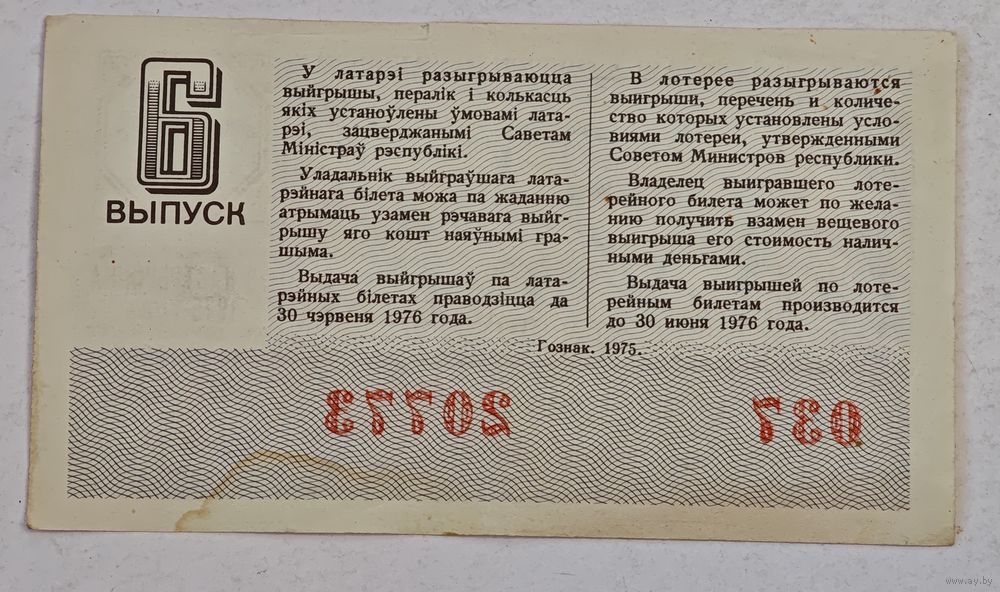 6
ВЫПУСК
У латарэі разыгрываюцца
выйгрышы, пералік і колькасць
якіх устаноўлены ўмовамі лата-
рэі, зацверджанымі Саветам
Міністраў рэспублікі.
Уладальнік выйграўшага лата-
рэйнага білета можа па жаданню
атрымаць узамен рэчавага выйг-
рышу яго кошт наяўнымі гра-
шыма.
Выдача выйгрышаў па лата-
рэйных білетах праводзіцца да
30 чэрвеня 1976 года.
В лотерее разыгрываются
выигрыши, перечень и количе-
ство которых установлены усло-
виями лотереи, утвержденными
Советом Министров республики.
Владелец выигравшего лоте-
рейного билета может по жела-
нию получить взамен вещевого
выигрыша его стоимость налич-
ными деньгами.
Выдача выигрышей по лоте-
рейным билетам производится
до 30 июня 1976 года.
Гознак. 1975.
20773
037
www.ay.by